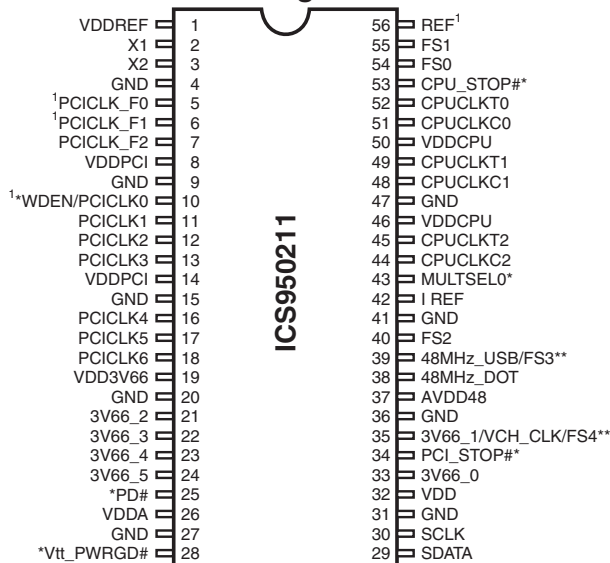 VDDREF 1 56 REF¹
X1 2 55 FS1
X2 3 54 FS0
GND 4 53 CPU_STOP#*
¹PCICLK_F0 5 52 CPUCLKT0
¹PCICLK_F1 6 51 CPUCLKC0
PCICLK_F2 7 50 VDDCPU
VDDPCI 8 49 CPUCLKT1
GND 9 48 CPUCLKC1
¹*WDEN/PCICLK0 10 47 GND
PCICLK1 11 46 VDDCPU
PCICLK2 12 45 CPUCLKT2
PCICLK3 13 44 CPUCLKC2
VDDPCI 14 43 MULTSEL0*
GND 15 42 I REF
PCICLK4 16 41 GND
PCICLK5 17 40 FS2
PCICLK6 18 39 48MHz_USB/FS3**
VDD3V66 19 38 48MHz_DOT
GND 20 37 AVDD48
3V66_2 21 36 GND
3V66_3 22 35 3V66_1/VCH_CLK/FS4**
3V66_4 23 34 PCI_STOP#*
3V66_5 24 33 3V66_0
*PD# 25 32 VDD
VDDA 26 31 GND
GND 27 30 SCLK
*Vtt_PWRGD# 28 29 SDATA
ICS950211